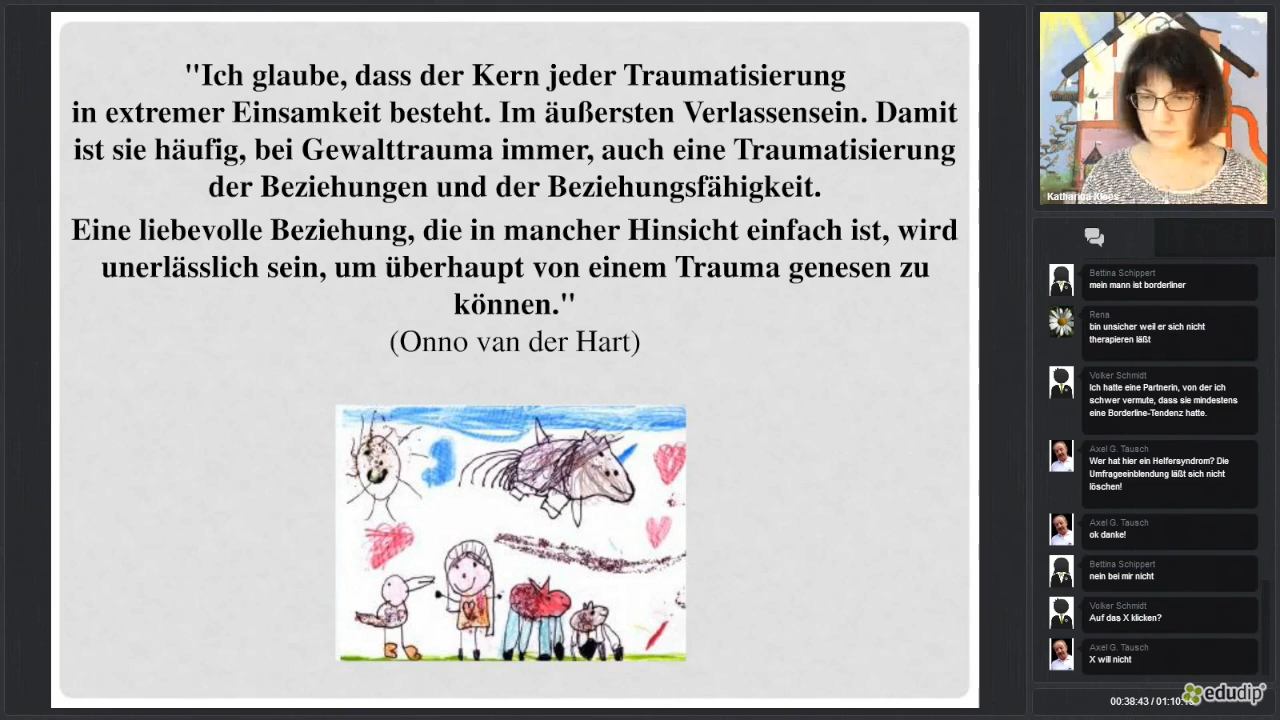 "Ich glaube, dass der Kern jeder Traumatisierung
in extremer Einsamkeit besteht. Im äußersten Verlassensein. Damit
ist sie häufig, bei Gewalttrauma immer, auch eine Traumatisierung
der Beziehungen und der Beziehungsfähigkeit.
Eine liebevolle Beziehung, die in mancher Hinsicht einfach ist, wird
unerlässlich sein, um überhaupt von einem Trauma genesen zu
können."
(Onno van der Hart)
Katharina Klees
Bettina Schippert
mein mann ist borderliner
Rena
bin unsicher weil er sich nicht
therapieren läßt
Volker Schmidt
Ich hatte eine Partnerin, von der ich
schwer vermute, dass sie mindestens
eine Borderline-Tendenz hatte.
Axel G. Tausch
Wer hat hier ein Helfersyndrom? Die
Umfrageeinblendung läßt sich nicht
löschen!
Axel G. Tausch
ok danke!
Bettina Schippert
nein bei mir nicht
Volker Schmidt
Auf das X klicken?
Axel G. Tausch
X will nicht
00:38:43 / 01:10:
edudip